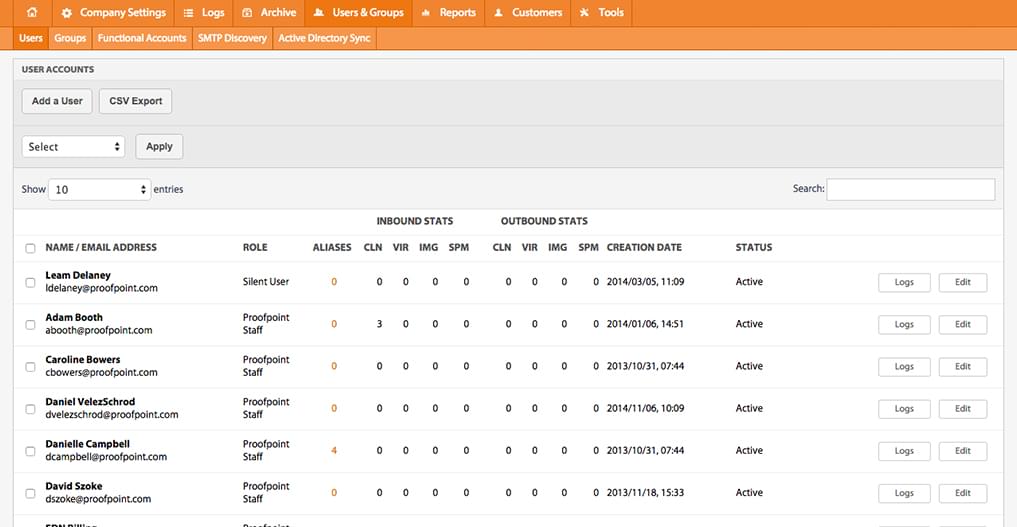 Company Settings Logs Archive Users & Groups Reports Customers Tools
Users Groups Functional Accounts SMTP Discovery Active Directory Sync
USER ACCOUNTS
Add a User CSV Export
Select Apply
Show 10 entries Search:
INBOUND STATS OUTBOUND STATS
NAME / EMAIL ADDRESS ROLE ALIASES CLN VIR IMG SPM CLN VIR IMG SPM CREATION DATE STATUS
Leam Delaney
ldelaney@proofpoint.com Silent User 0 0 0 0 0 0 0 0 0 2014/03/05, 11:09 Active Logs Edit
Adam Booth Proofpoint
abooth@proofpoint.com Staff 0 3 0 0 0 0 0 0 0 2014/01/06, 14:51 Active Logs Edit
Caroline Bowers Proofpoint
cbowers@proofpoint.com Staff 0 0 0 0 0 0 0 0 0 2013/10/31, 07:44 Active Logs Edit
Daniel VelezSchrod Proofpoint
dvelezschrod@proofpoint.com Staff 0 0 0 0 0 0 0 0 0 2014/11/06, 10:09 Active Logs Edit
Danielle Campbell Proofpoint
dcampbell@proofpoint.com Staff 4 0 0 0 0 0 0 0 0 2013/10/31, 07:44 Active Logs Edit
David Szoke Proofpoint
dszoke@proofpoint.com Staff 0 0 0 0 0 0 0 0 0 2013/11/18, 15:33 Active Logs Edit